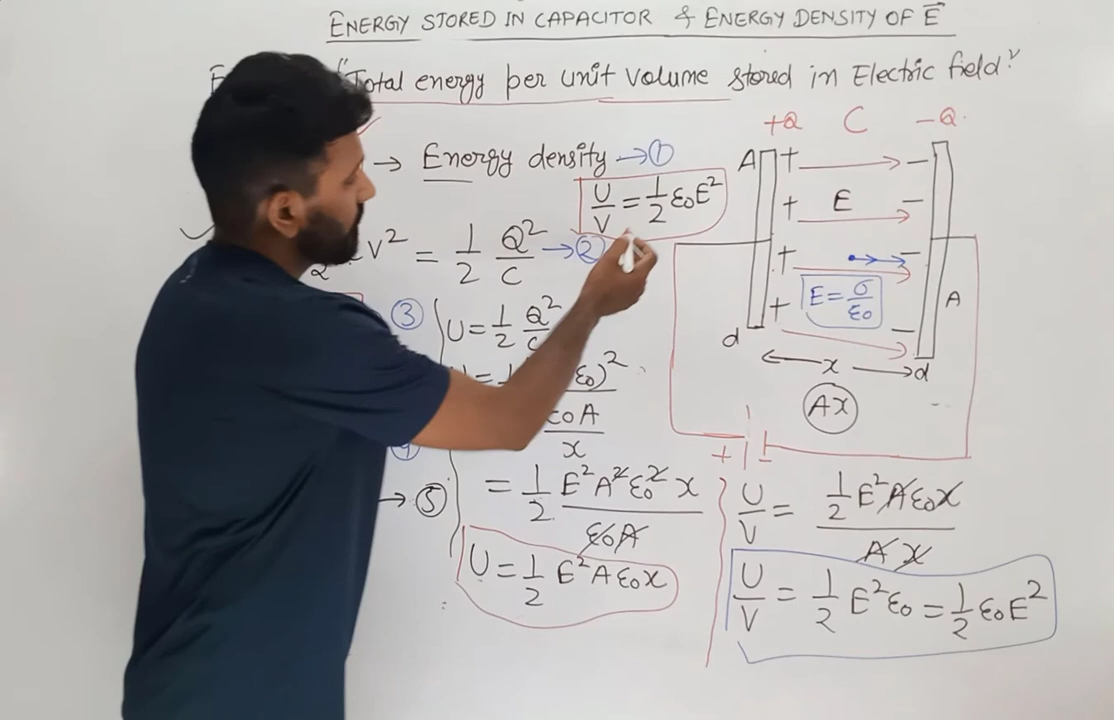 ENERGY STORED IN CAPACITOR & ENERGY DENSITY OF E⃗
"Total energy per unit volume stored in Electric field"
→ Energy density → ①
U/V = 1/2 ε₀E²
V² = 1/2 Q²/C → ②
③ U = 1/2 Q²/C
ε₀)²
ε₀A
x
④
→ ⑤
= 1/2 E²A²ε₀²x / ε₀A
U = 1/2 E²Aε₀x
+Q C -Q
A + −
+ E −
+ −
E = σ/ε₀
+ −
A
d ← x → d
Ax
+
U/V = 1/2 E²Aε₀x / Ax
U/V = 1/2 E²ε₀ = 1/2 ε₀E²